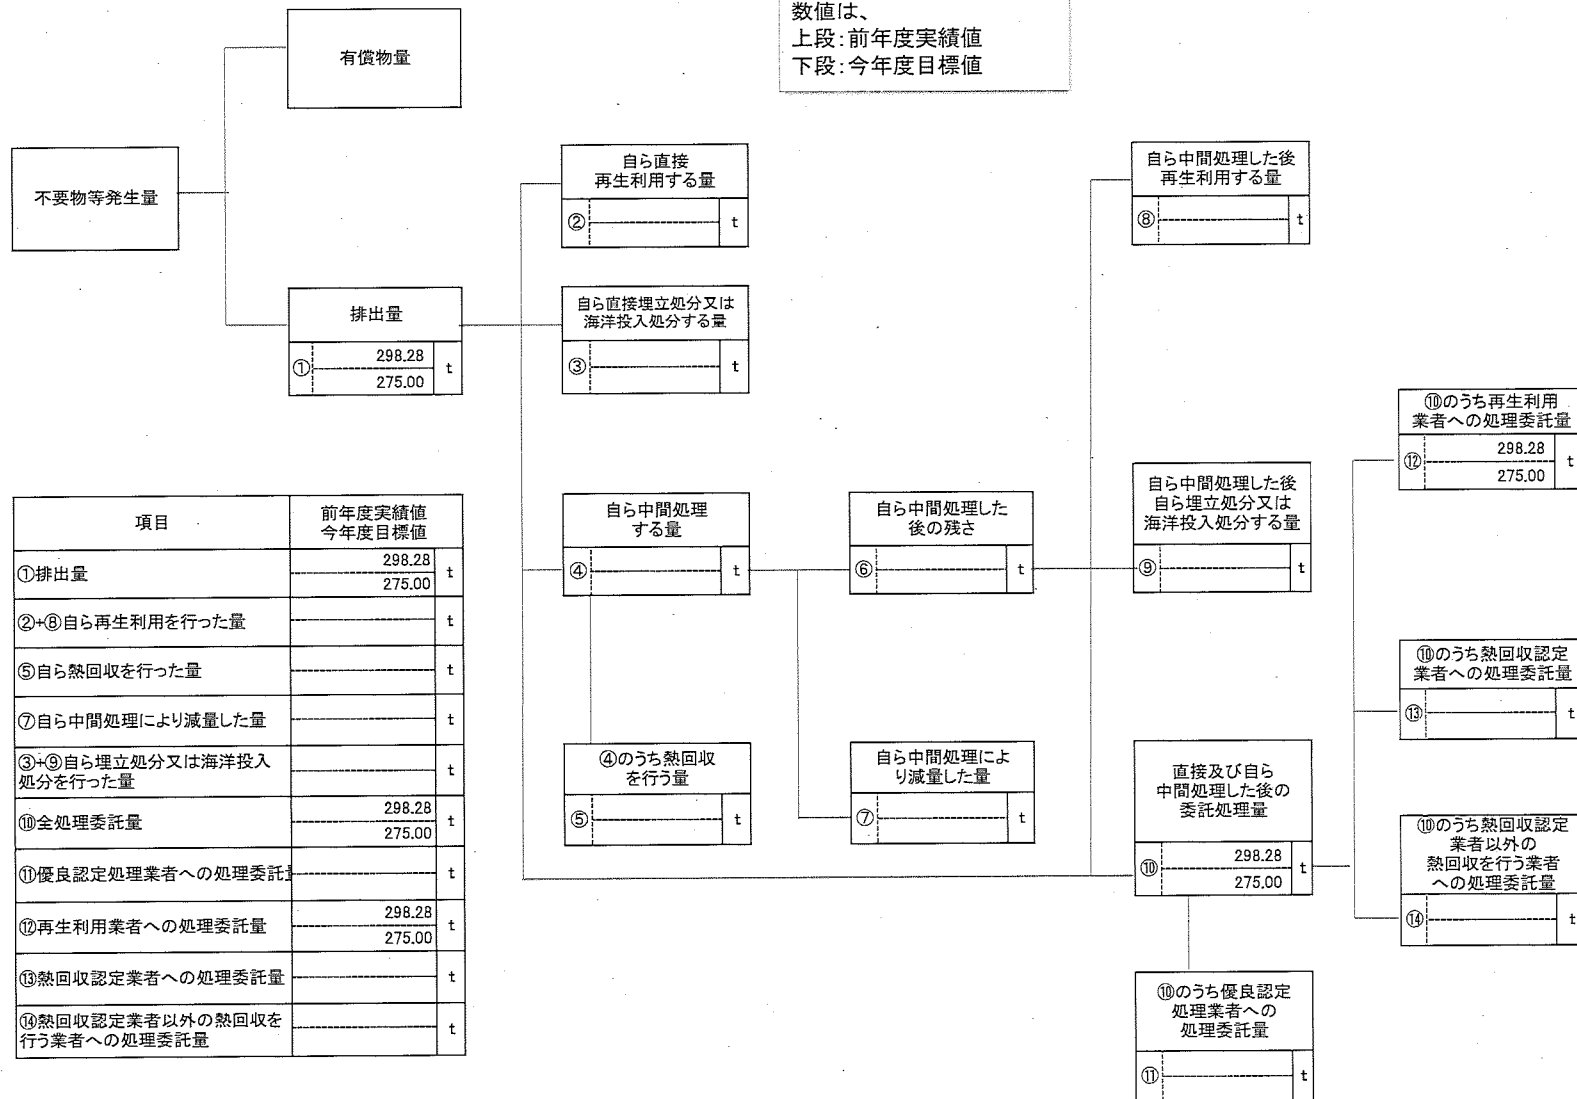 数値は、
上段:前年度実績値
下段:今年度目標値
有償物量
不要物等発生量
排出量
① 298.28 t
275.00
自ら直接
再生利用する量
② t
自ら直接埋立処分又は
海洋投入処分する量
③ t
自ら中間処理
する量
④ t
④のうち熱回収
を行う量
⑤ t
自ら中間処理した
後の残さ
⑥ t
自ら中間処理によ
り減量した量
⑦ t
自ら中間処理した後
再生利用する量
⑧ t
自ら中間処理した後
自ら埋立処分又は
海洋投入処分する量
⑨ t
直接及び自ら
中間処理した後の
委託処理量
⑩ 298.28 t
275.00
⑩のうち優良認定
処理業者への
処理委託量
⑪ t
⑩のうち再生利用
業者への処理委託量
⑫ 298.28 t
275.00
⑩のうち熱回収認定
業者への処理委託量
⑬ t
⑩のうち熱回収認定
業者以外の
熱回収を行う業者
への処理委託量
⑭ t
項目 前年度実績値
今年度目標値
①排出量 298.28 t
275.00
②+⑧自ら再生利用を行った量 t
⑤自ら熱回収を行った量 t
⑦自ら中間処理により減量した量 t
③+⑨自ら埋立処分又は海洋投入
処分を行った量 t
⑩全処理委託量 298.28 t
275.00
⑪優良認定処理業者への処理委託 t
⑫再生利用業者への処理委託量 298.28 t
275.00
⑬熱回収認定業者への処理委託量 t
⑭熱回収認定業者以外の熱回収を
行う業者への処理委託量 t